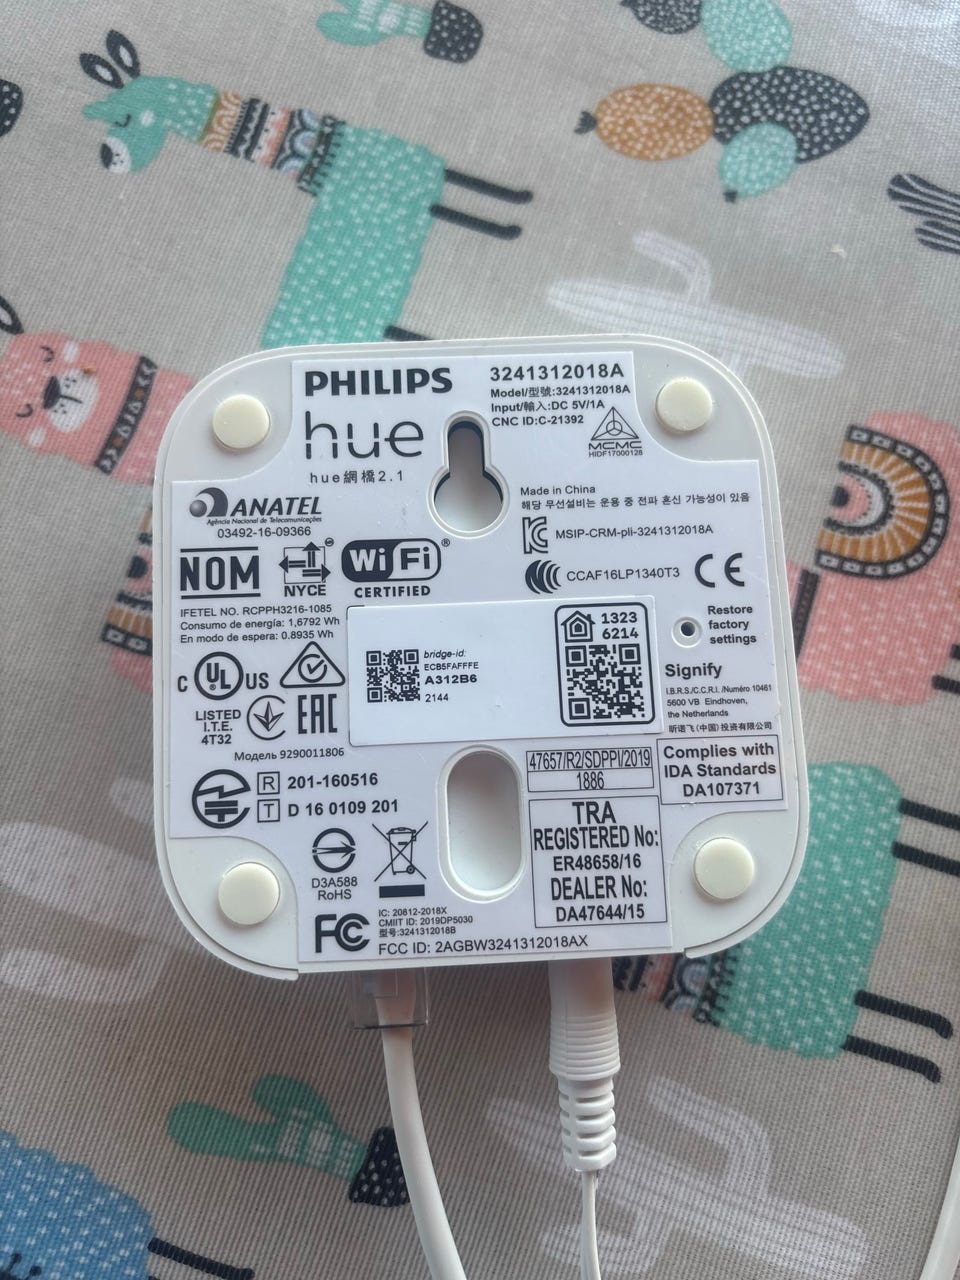 PHILIPS
hue
hue網橋2.1
3241312018A
Model/型號:3241312018A
Input/輸入:DC 5V/1A
CNC ID:C-21392
MCMC
HIDF17000128
ANATEL
Agência Nacional de Telecomunicações
03492-16-09366
Made in China
해당 무선설비는 운용 중 전파 혼신 가능성이 있음
MSIP-CRM-pli-3241312018A
NOM
NYCE
WiFi®
CERTIFIED
CCAF16LP1340T3
CE
IFETEL NO. RCPPH3216-1085
Consumo de energía: 1,6792 Wh
En modo de espera: 0.8935 Wh
bridge-id:
ECB5FAFFFE
A312B6
2144
1323
6214
Restore
factory
settings
C UL US
LISTED
I.T.E.
4T32
EAC
Модель 9290011806
Signify
I.B.R.S./C.C.R.I. /Numéro 10461
5600 VB Eindhoven,
the Netherlands
昕诺飞(中国)投资有限公司
R 201-160516
T D 16 0109 201
47657/R2/SDPPI/2019
1886
Complies with
IDA Standards
DA107371
TRA
REGISTERED No:
ER48658/16
DEALER No:
DA47644/15
D3A588
RoHS
FC
IC: 20812-2018X
CMIIT ID: 2019DP5030
型号:3241312018B
FCC ID: 2AGBW3241312018AX